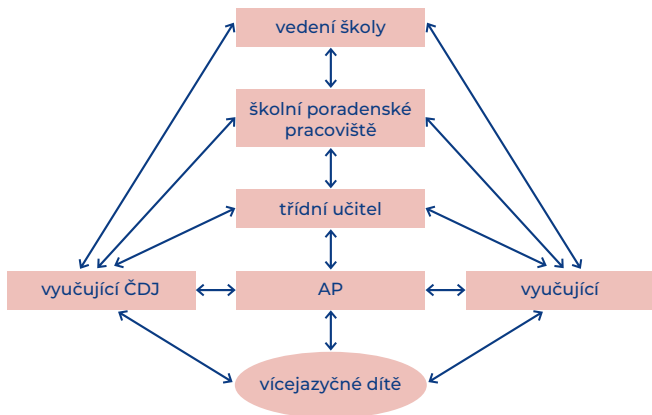 vedení školy
školní poradenské
pracoviště
třídní učitel
vyučující ČDJ
AP
vyučující
vícejazyčné dítě